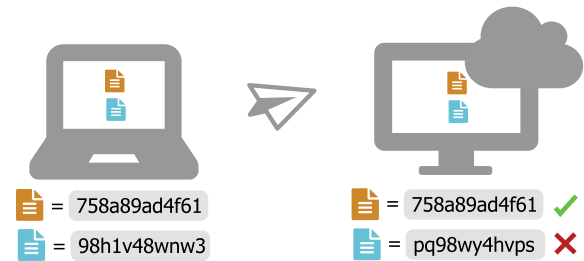 = 758a89ad4f61
= 98h1v48wnw3
= 758a89ad4f61
= pq98wy4hvps